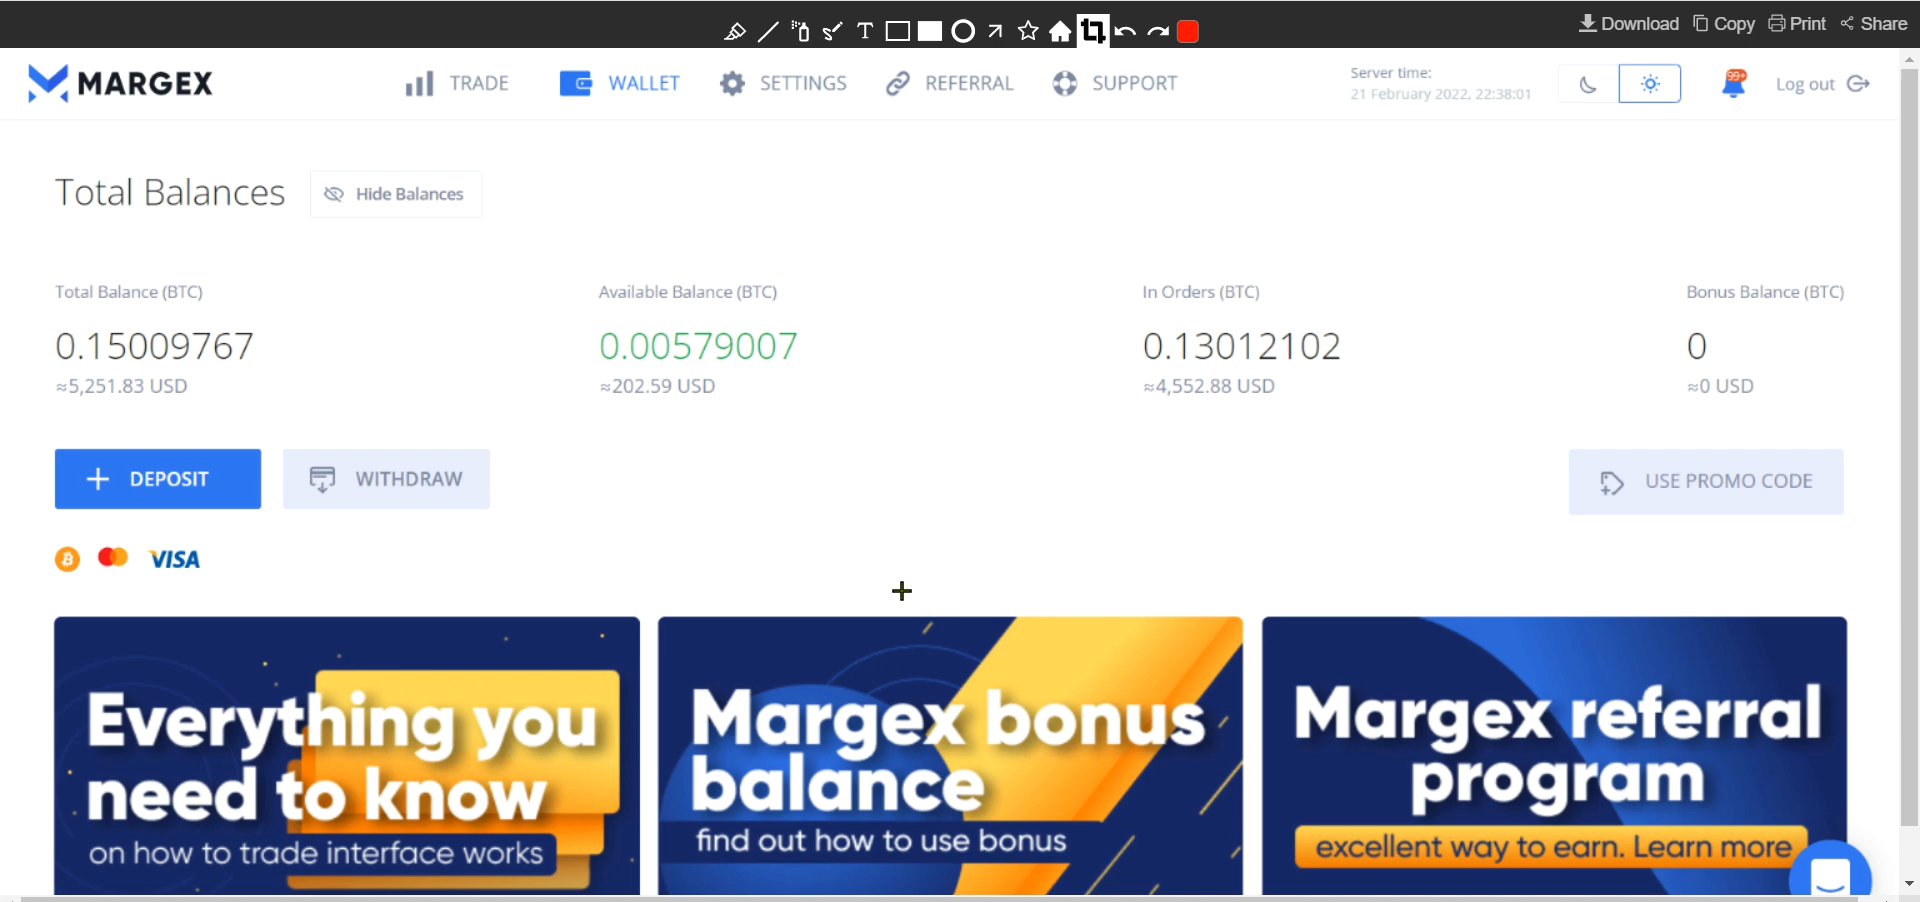 Download Copy Print Share
MARGEX TRADE WALLET SETTINGS REFERRAL SUPPORT
Server time:
21 February 2022, 22:38:01
99+
Log out
Total Balances Hide Balances
Total Balance (BTC) Available Balance (BTC) In Orders (BTC) Bonus Balance (BTC)
0.15009767 0.00579007 0.13012102 0
≈5,251.83 USD ≈202.59 USD ≈4,552.88 USD ≈0 USD
DEPOSIT WITHDRAW USE PROMO CODE
VISA
Everything you
need to know
on how to trade interface works
Margex bonus
balance
find out how to use bonus
Margex referral
program
excellent way to earn. Learn more